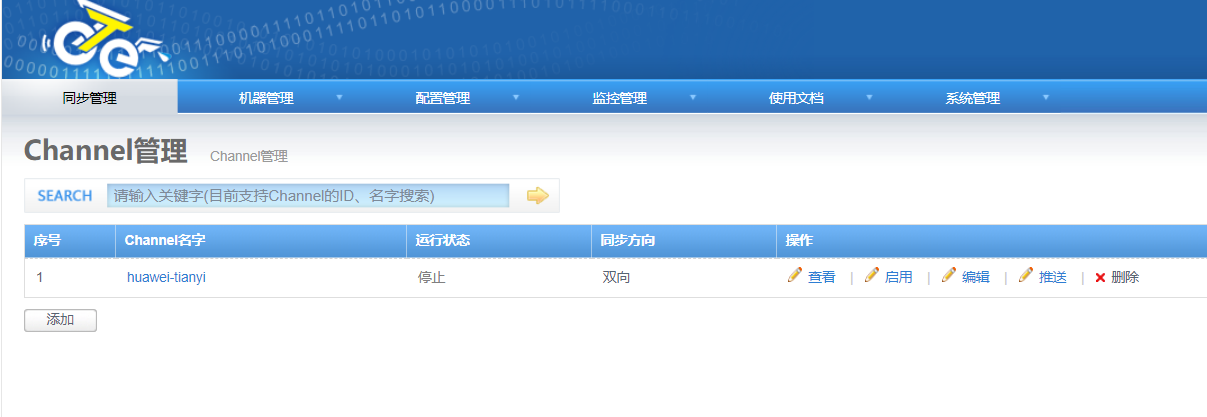 同步管理 机器管理 配置管理 监控管理 使用文档 系统管理
Channel管理 Channel管理
SEARCH 请输入关键字(目前支持Channel的ID、名字搜索)
序号 Channel名字 运行状态 同步方向 操作
1 huawei-tianyi 停止 双向 查看 | 启用 | 编辑 | 推送 | 删除
添加